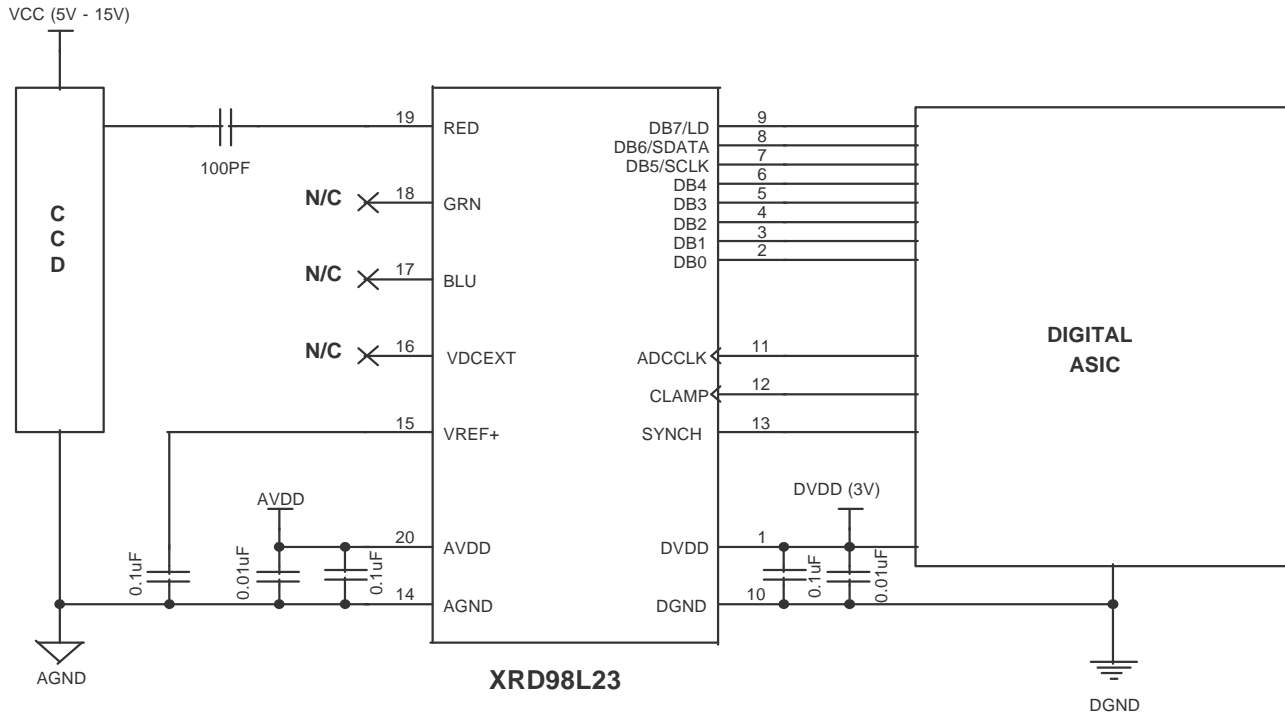 VCC (5V - 15V)
C
C
D
100PF
19
RED
N/C
18
GRN
N/C
17
BLU
N/C
16
VDCEXT
15
VREF+
AVDD
20
AVDD
0.1uF
0.01uF
0.1uF
14
AGND
AGND
DB7/LD
9
DB6/SDATA
8
DB5/SCLK
7
DB4
6
DB3
5
DB2
4
DB1
3
DB0
2
ADCCLK
11
CLAMP
12
SYNCH
13
DVDD (3V)
DVDD
1
0.1uF
0.01uF
DGND
10
XRD98L23
DIGITAL
ASIC
DGND